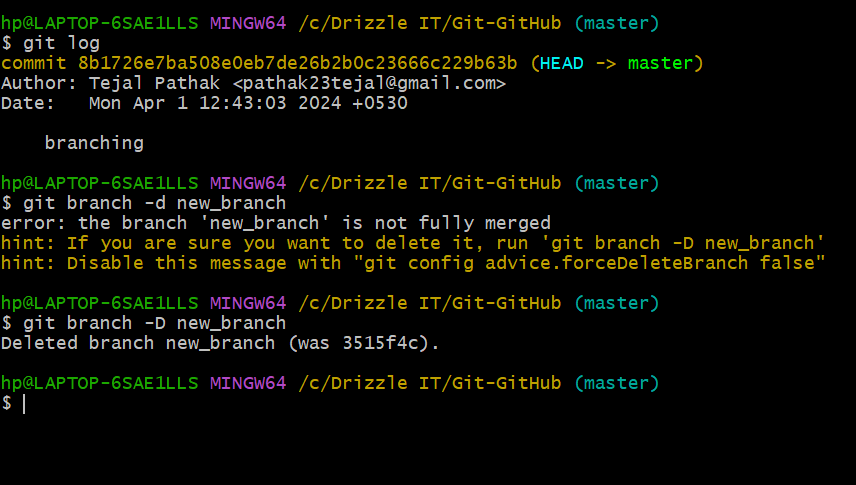 hp@LAPTOP-6SAE1LLS MINGW64 /c/Drizzle IT/Git-GitHub (master)
$ git log
commit 8b1726e7ba508e0eb7de26b2b0c23666c229b63b (HEAD -> master)
Author: Tejal Pathak <pathak23tejal@gmail.com>
Date:   Mon Apr 1 12:43:03 2024 +0530
    branching
hp@LAPTOP-6SAE1LLS MINGW64 /c/Drizzle IT/Git-GitHub (master)
$ git branch -d new_branch
error: the branch 'new_branch' is not fully merged
hint: If you are sure you want to delete it, run 'git branch -D new_branch'
hint: Disable this message with "git config advice.forceDeleteBranch false"
hp@LAPTOP-6SAE1LLS MINGW64 /c/Drizzle IT/Git-GitHub (master)
$ git branch -D new_branch
Deleted branch new_branch (was 3515f4c).
hp@LAPTOP-6SAE1LLS MINGW64 /c/Drizzle IT/Git-GitHub (master)
$